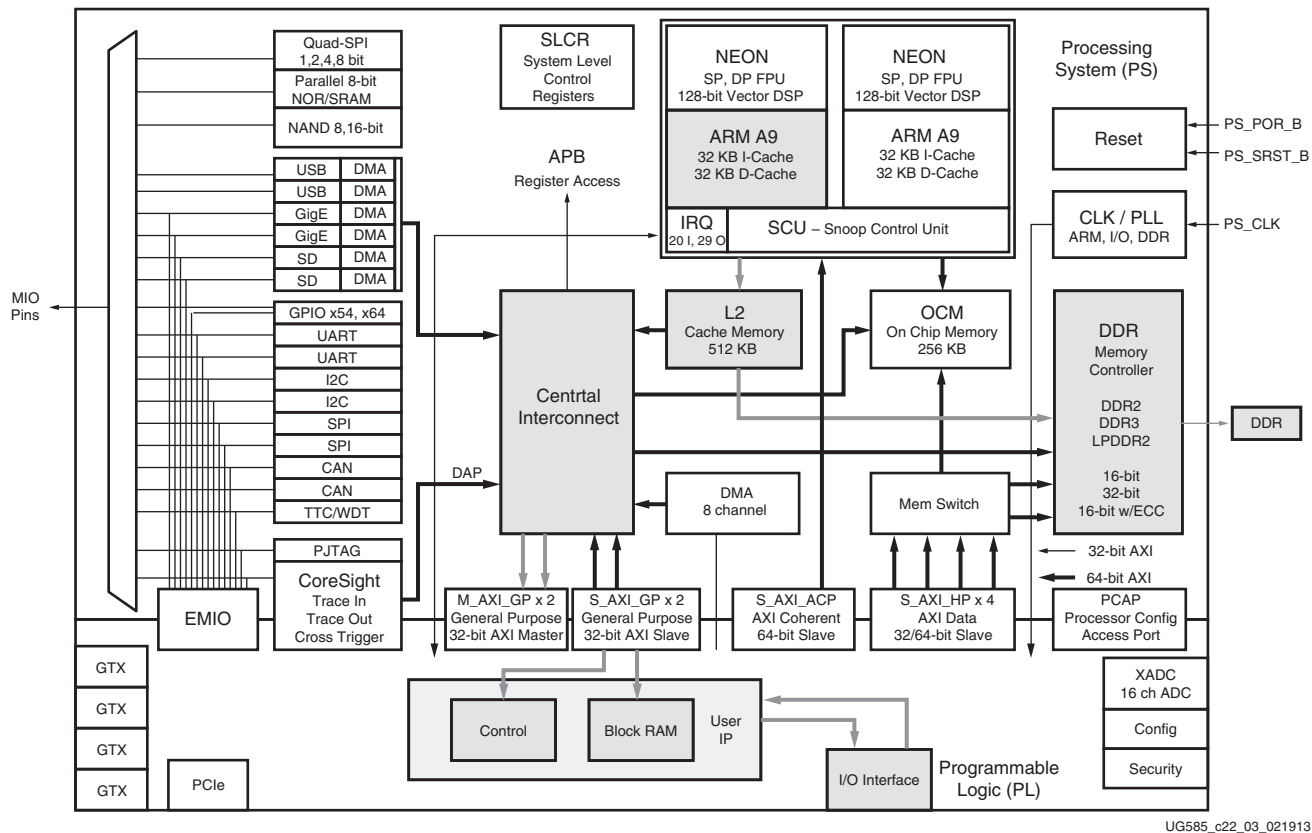 Quad-SPI
1,2,4,8 bit
Parallel 8-bit
NOR/SRAM
NAND 8,16-bit
USB DMA
USB DMA
GigE DMA
GigE DMA
SD DMA
SD DMA
MIO
Pins
GPIO x54, x64
UART
UART
I2C
I2C
SPI
SPI
CAN
CAN
TTC/WDT
PJTAG
CoreSight
Trace In
Trace Out
Cross Trigger
EMIO
SLCR
System Level
Control
Registers
APB
Register Access
NEON
SP, DP FPU
128-bit Vector DSP
NEON
SP, DP FPU
128-bit Vector DSP
ARM A9
32 KB I-Cache
32 KB D-Cache
ARM A9
32 KB I-Cache
32 KB D-Cache
IRQ
20 I, 29 O
SCU – Snoop Control Unit
Processing
System (PS)
Reset
PS_POR_B
PS_SRST_B
CLK / PLL
ARM, I/O, DDR
PS_CLK
L2
Cache Memory
512 KB
OCM
On Chip Memory
256 KB
DDR
Memory
Controller
DDR2
DDR3
LPDDR2
16-bit
32-bit
16-bit w/ECC
DDR
Centrtal
Interconnect
DAP
DMA
8 channel
Mem Switch
32-bit AXI
64-bit AXI
M_AXI_GP x 2
General Purpose
32-bit AXI Master
S_AXI_GP x 2
General Purpose
32-bit AXI Slave
S_AXI_ACP
AXI Coherent
64-bit Slave
S_AXI_HP x 4
AXI Data
32/64-bit Slave
PCAP
Processor Config
Access Port
GTX
GTX
GTX
GTX
PCIe
Control
Block RAM
User
IP
I/O Interface
Programmable
Logic (PL)
XADC
16 ch ADC
Config
Security
UG585_c22_03_021913